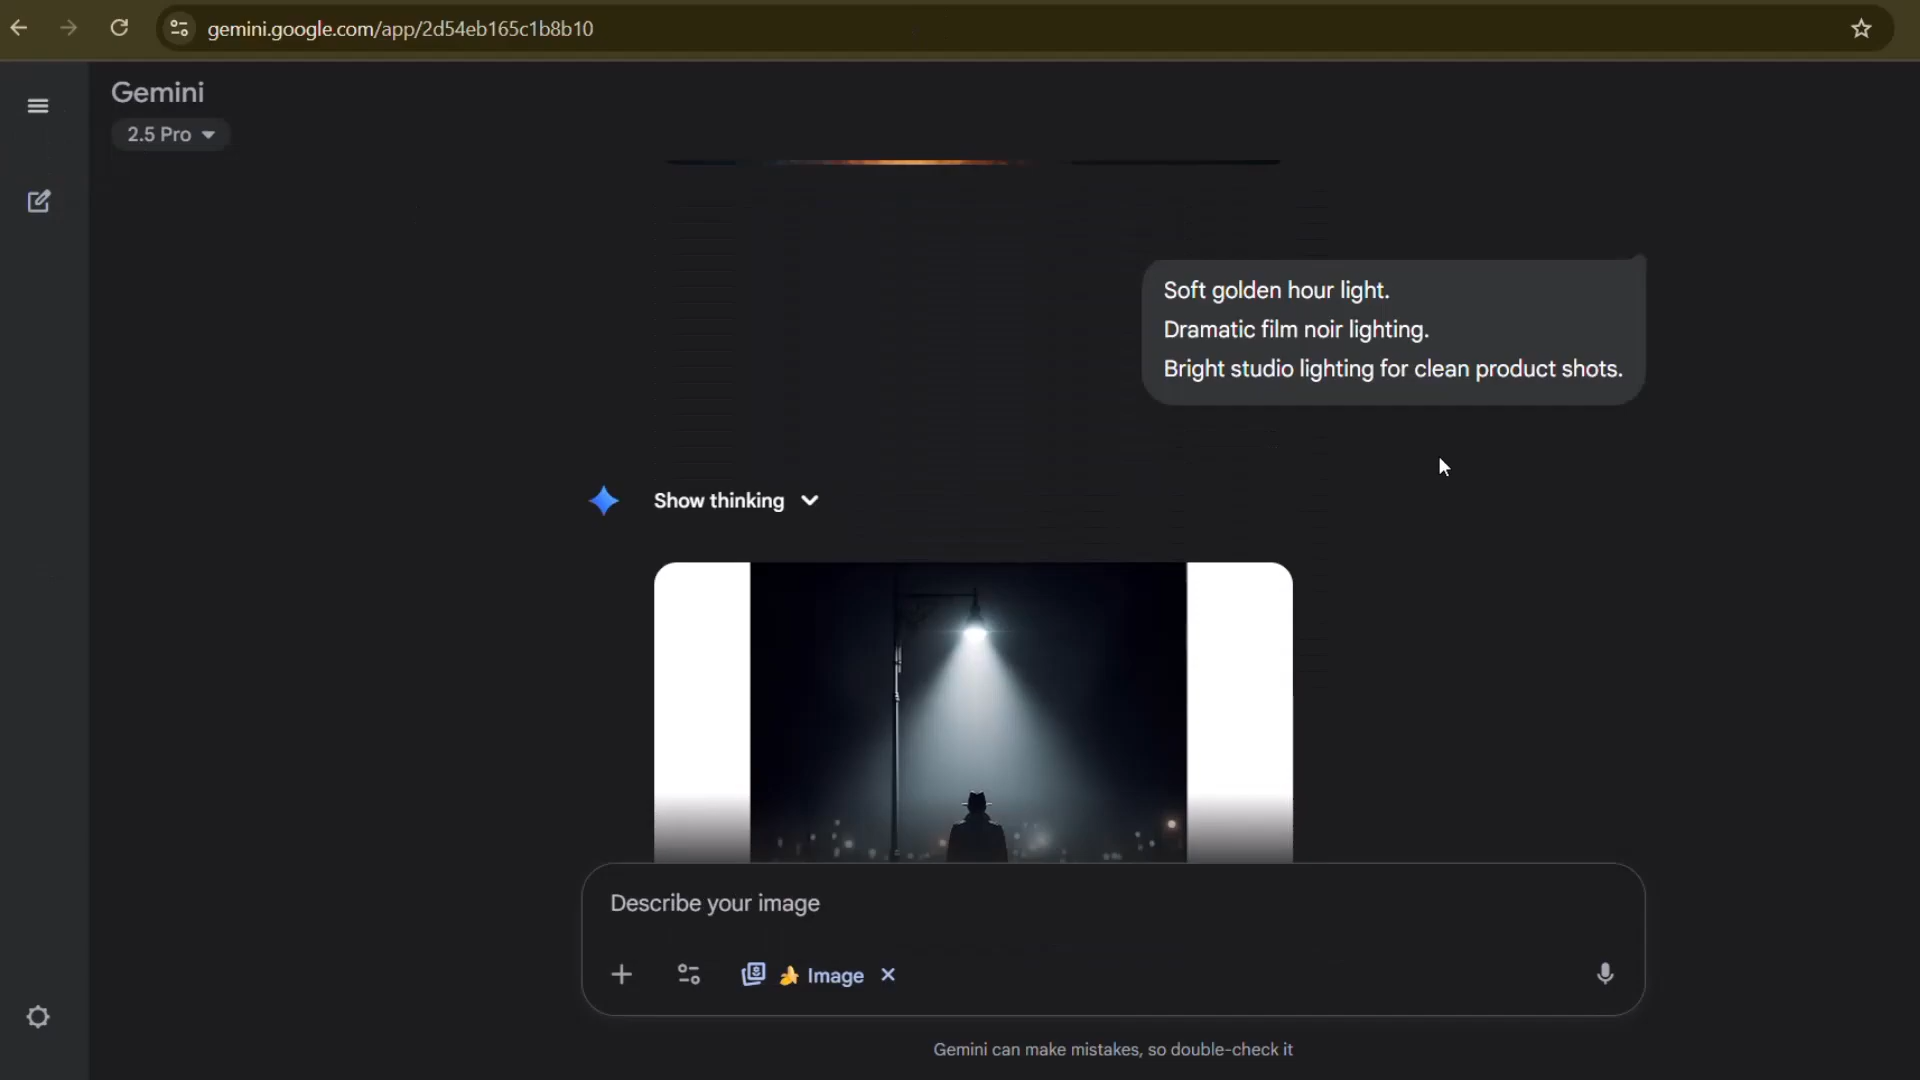 gemini.google.com/app/2d54eb165c1b8b10
Gemini
2.5 Pro
Soft golden hour light.
Dramatic film noir lighting.
Bright studio lighting for clean product shots.
Show thinking
Describe your image
🍌 Image
Gemini can make mistakes, so double-check it